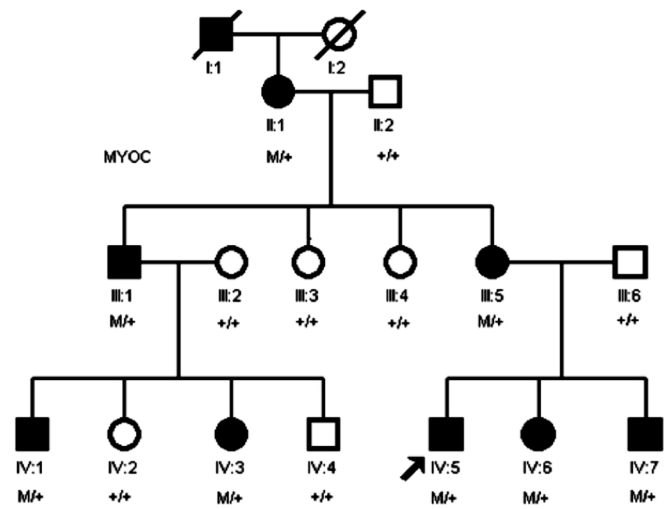 I:1 I:2
II:1 II:2
MYOC M/+ +/+
III:1 III:2 III:3 III:4 III:5 III:6
M/+ +/+ +/+ +/+ M/+ +/+
IV:1 IV:2 IV:3 IV:4 IV:5 IV:6 IV:7
M/+ +/+ M/+ +/+ M/+ M/+ M/+